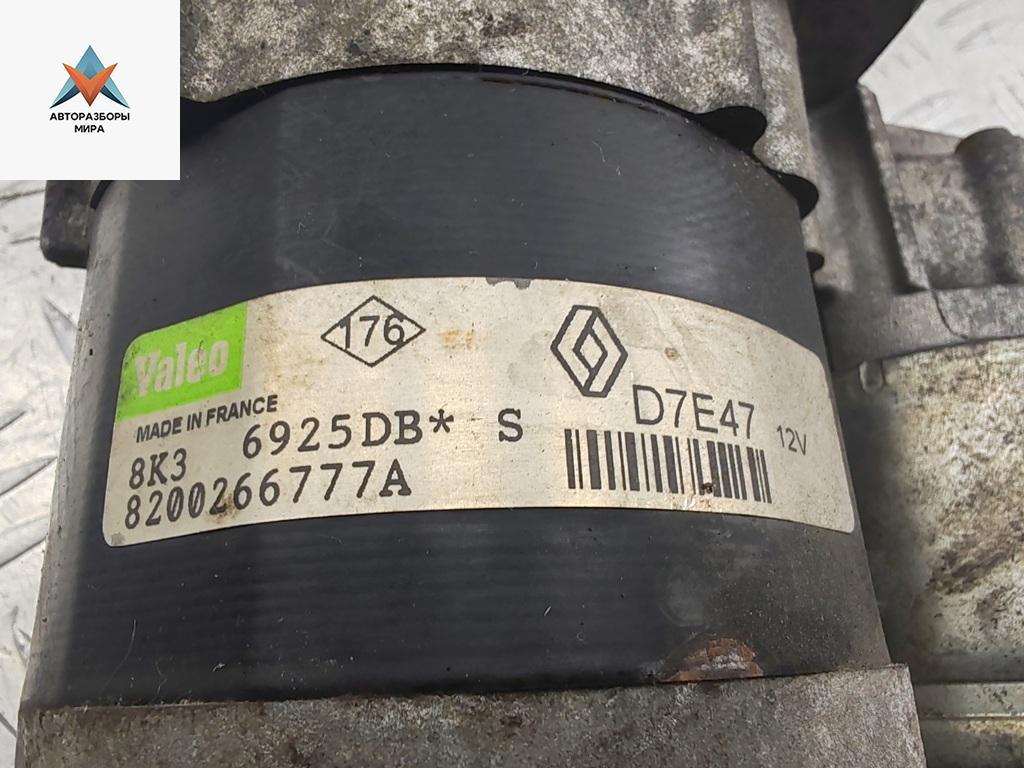 АВТОРАЗБОРЫ
МИРА
Valeo
176
MADE IN FRANCE
D7E47
12V
8K3 6925DB* S
8200266777A